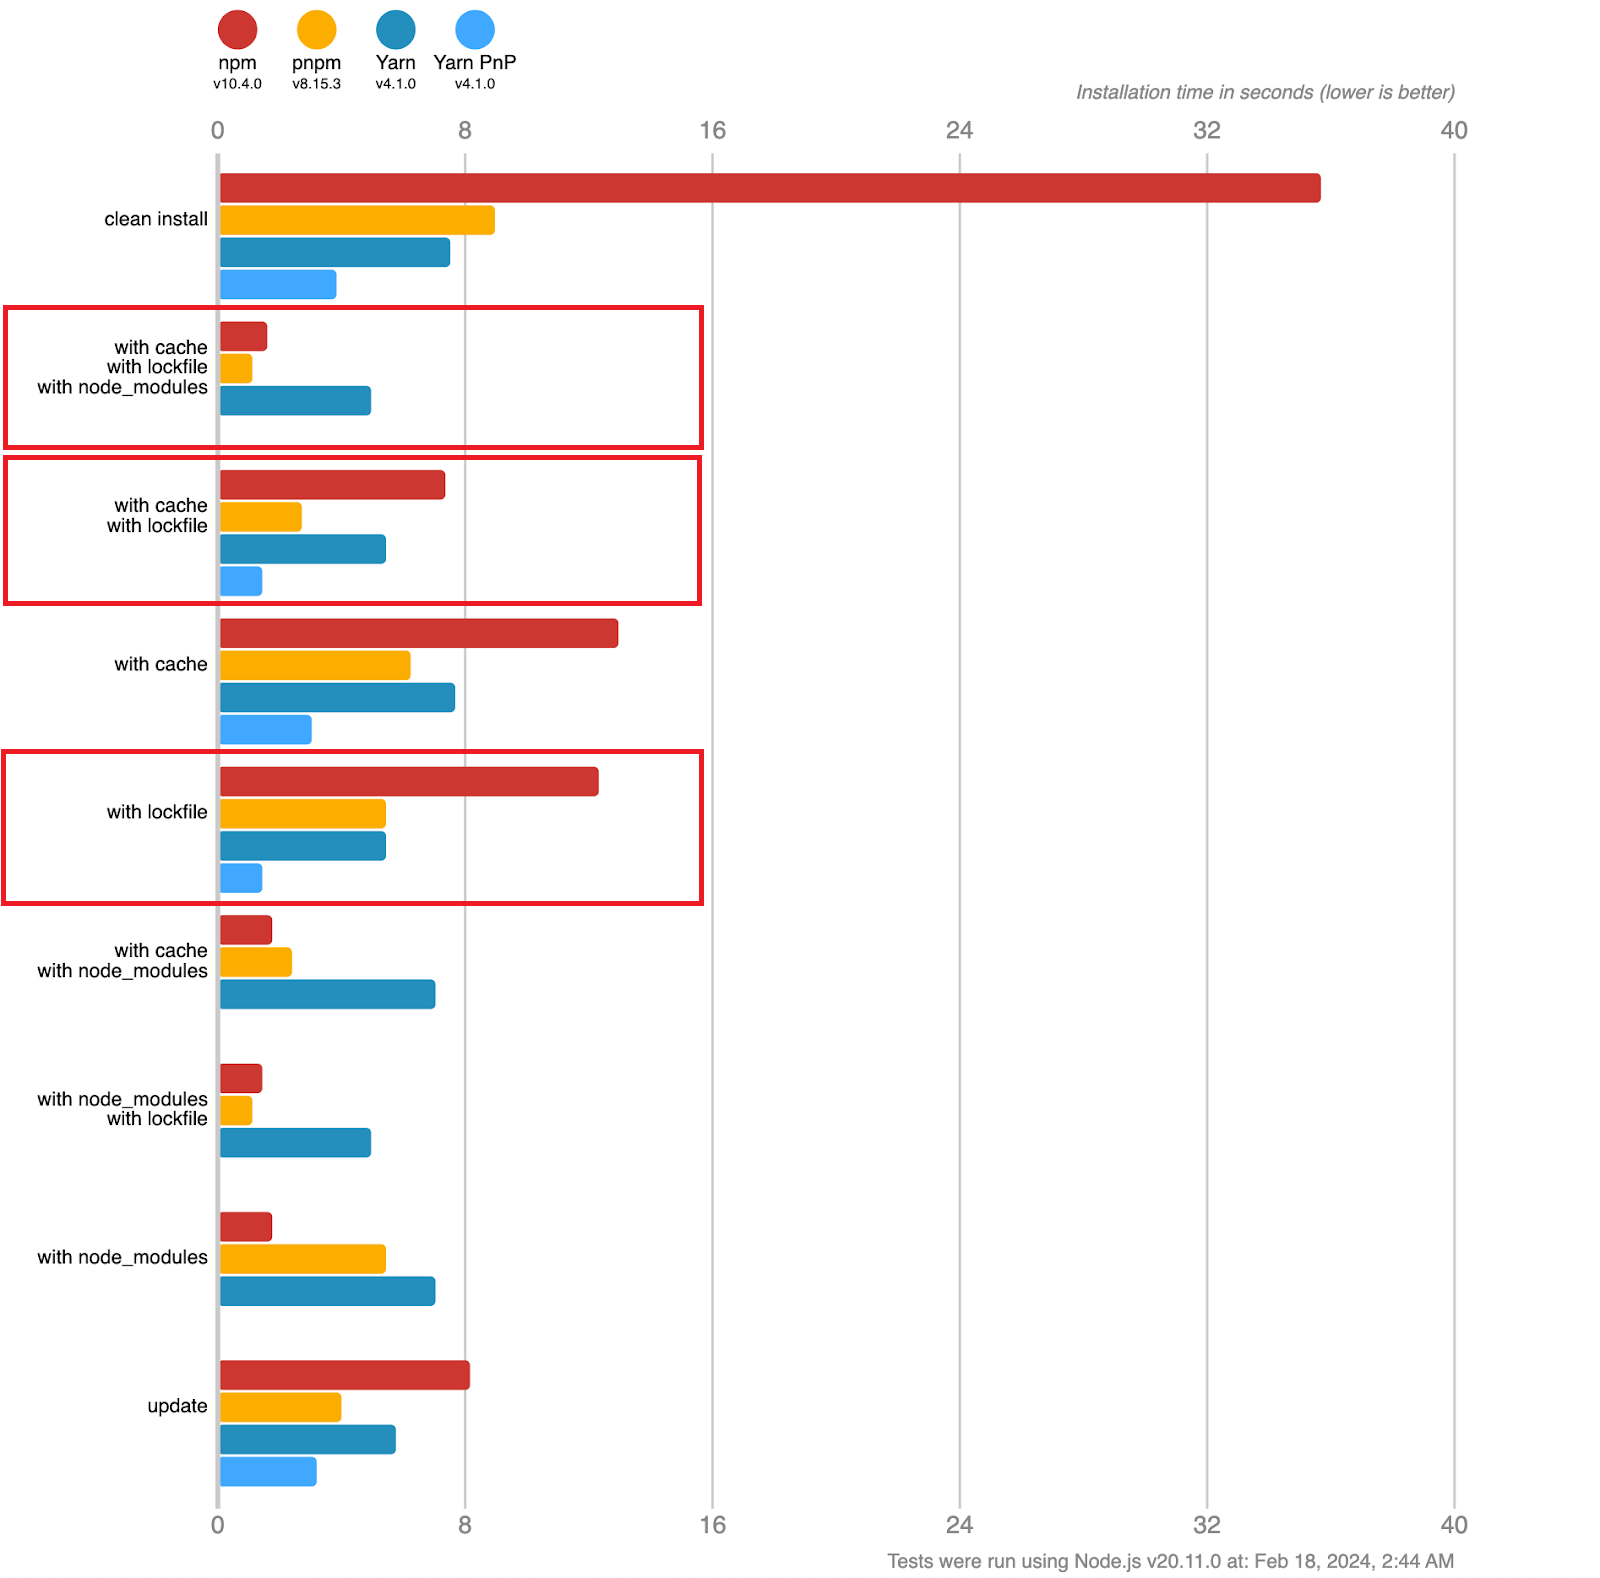 npm pnpm Yarn Yarn PnP
v10.4.0 v8.15.3 v4.1.0 v4.1.0
Installation time in seconds (lower is better)
0 8 16 24 32 40
clean install
with cache
with lockfile
with node_modules
with cache
with lockfile
with cache
with lockfile
with cache
with node_modules
with node_modules
with lockfile
with node_modules
update
0 8 16 24 32 40
Tests were run using Node.js v20.11.0 at: Feb 18, 2024, 2:44 AM